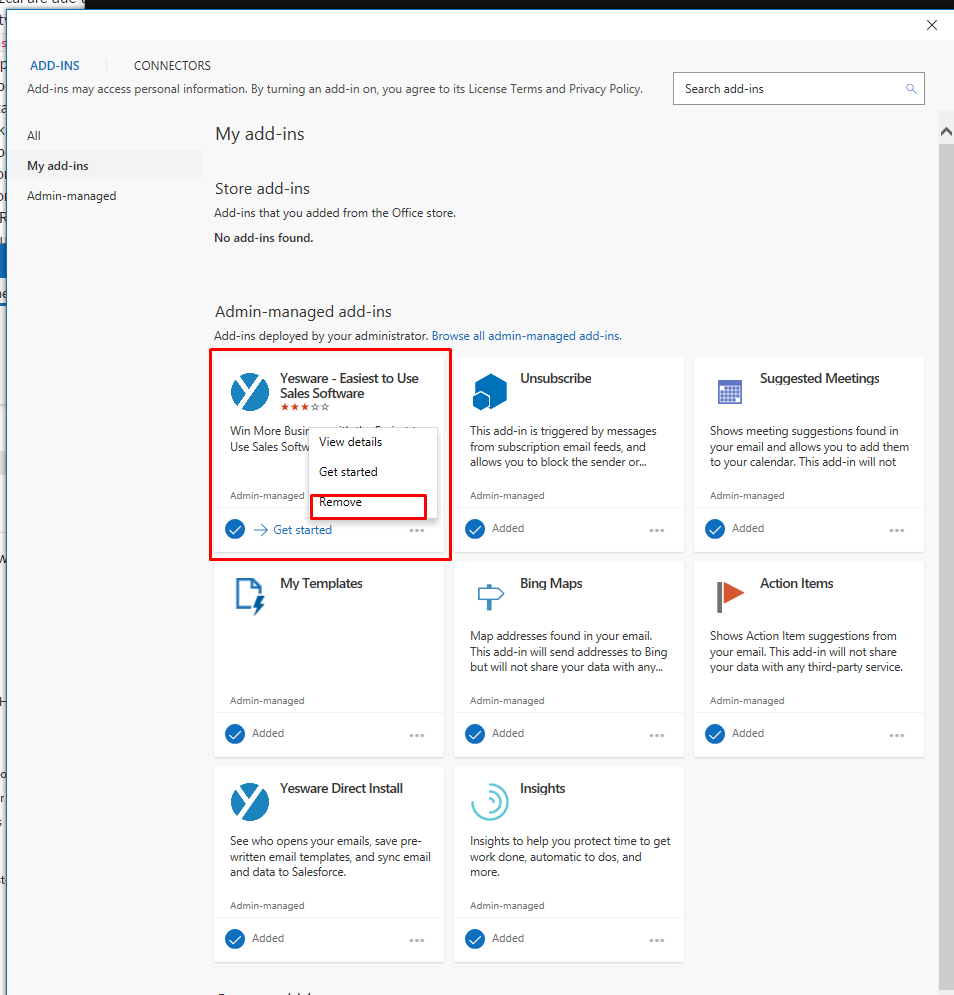 ADD-INS
CONNECTORS
Add-ins may access personal information. By turning an add-in on, you agree to its License Terms and Privacy Policy.
Search add-ins
All
My add-ins
Admin-managed
My add-ins
Store add-ins
Add-ins that you added from the Office store.
No add-ins found.
Admin-managed add-ins
Add-ins deployed by your administrator. Browse all admin-managed add-ins.
Yesware - Easiest to Use
Sales Software
Win More
Use Sales
View details
Get started
Remove
Admin-managed
Get started
Unsubscribe
This add-in is triggered by messages
from subscription email feeds, and
allows you to block the sender or...
Admin-managed
Added
Suggested Meetings
Shows meeting suggestions found in
your email and allows you to add them
to your calendar. This add-in will not
Admin-managed
Added
My Templates
Admin-managed
Added
Bing Maps
Map addresses found in your email.
This add-in will send addresses to Bing
but will not share your data with any...
Admin-managed
Added
Action Items
Shows Action Item suggestions from
your email. This add-in will not share
your data with any third-party service.
Admin-managed
Added
Yesware Direct Install
See who opens your emails, save pre-
written email templates, and sync email
and data to Salesforce.
Admin-managed
Added
Insights
Insights to help you protect time to get
work done, automatic to dos, and
more.
Admin-managed
Added